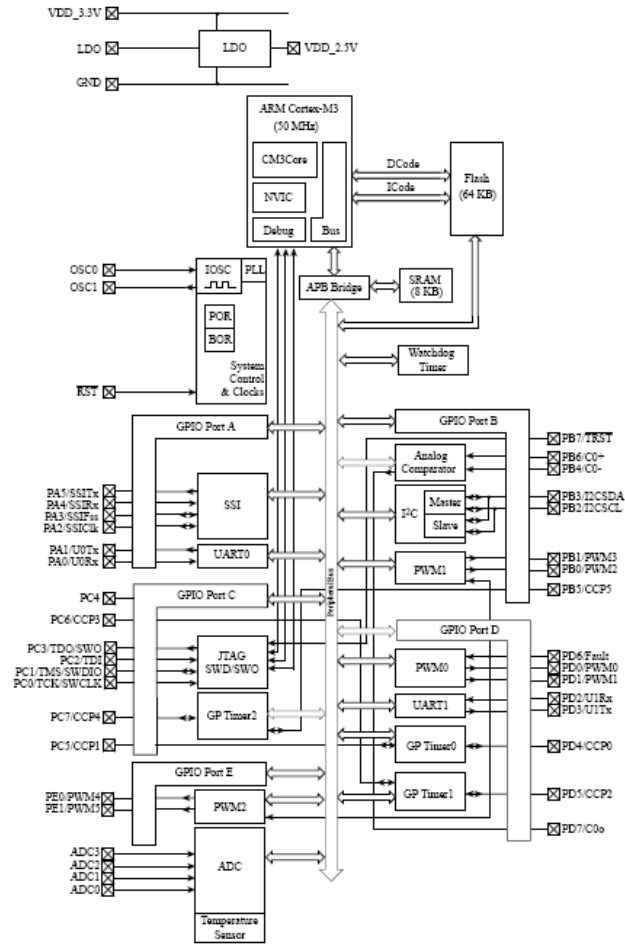 VDD_3.3V
LDO
LDO
VDD_2.5V
GND
ARM Cortex-M3
(50 MHz)
CM3Core
NVIC
Debug
Bus
DCode
ICode
Flash
(64 KB)
OSC0
OSC1
IOSC
PLL
APB Bridge
SRAM
(8 KB)
POR
BOR
System
Control
& Clocks
RST
Watchdog
Timer
GPIO Port A
GPIO Port B
PB7/TRST
PB6/C0+
PB4/C0-
Analog
Comparator
PA5/SSITx
PA4/SSIRx
PA3/SSIFss
PA2/SSIClk
SSI
I²C
Master
Slave
PB3/I2CSDA
PB2/I2CSCL
PA1/U0Tx
PA0/U0Rx
UART0
PWM1
PB1/PWM3
PB0/PWM2
PB5/CCP5
Peripheral Bus
PC4
GPIO Port C
PC6/CCP3
GPIO Port D
PC3/TDO/SWO
PC2/TDI
PC1/TMS/SWDIO
PC0/TCK/SWCLK
JTAG
SWD/SWO
PWM0
PD6/Fault
PD0/PWM0
PD1/PWM1
UART1
PD2/U1Rx
PD3/U1Tx
PC7/CCP4
GP Timer2
PC5/CCP1
GP Timer0
PD4/CCP0
GPIO Port E
GP Timer1
PD5/CCP2
PE0/PWM4
PE1/PWM5
PWM2
PD7/C0o
ADC3
ADC2
ADC1
ADC0
ADC
Temperature
Sensor